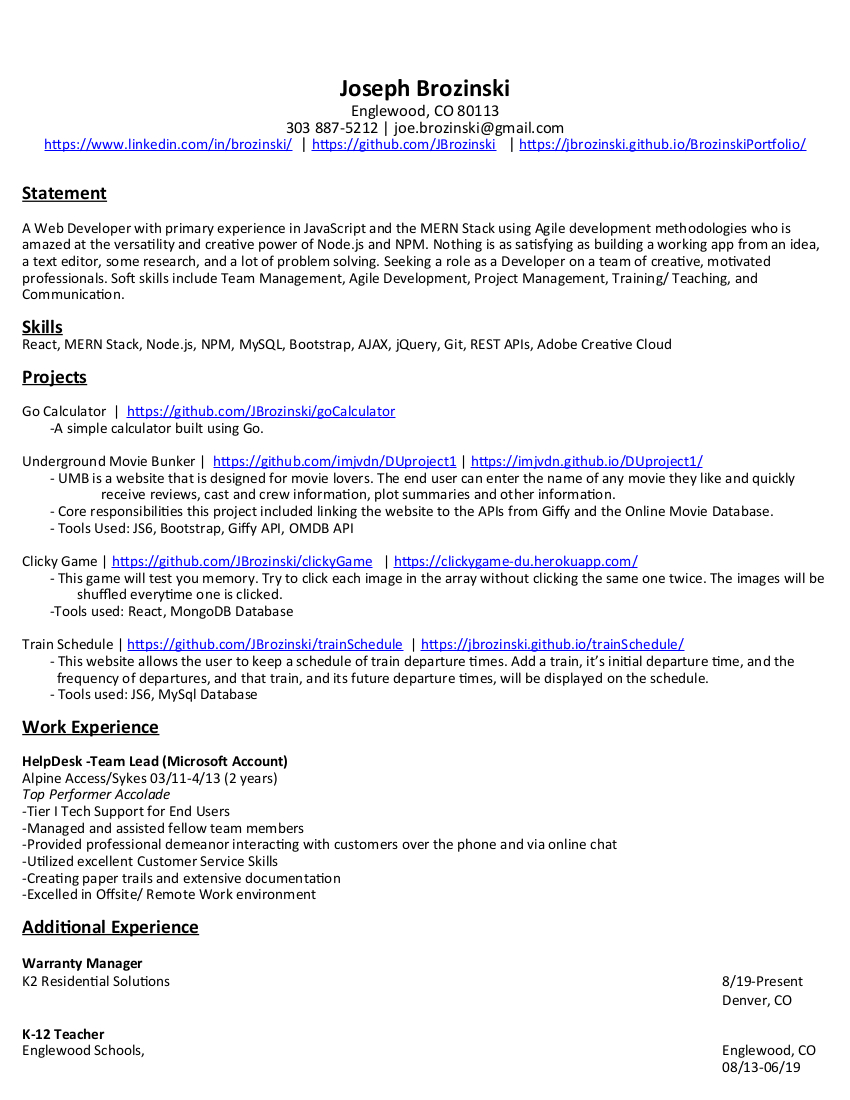 Joseph Brozinski
Englewood, CO 80113
303 887-5212 | joe.brozinski@gmail.com
https://www.linkedin.com/in/brozinski/ | https://github.com/JBrozinski | https://jbrozinski.github.io/BrozinskiPortfolio/
Statement
A Web Developer with primary experience in JavaScript and the MERN Stack using Agile development methodologies who is
amazed at the versatility and creative power of Node.js and NPM. Nothing is as satisfying as building a working app from an idea,
a text editor, some research, and a lot of problem solving. Seeking a role as a Developer on a team of creative, motivated
professionals. Soft skills include Team Management, Agile Development, Project Management, Training/ Teaching, and
Communication.
Skills
React, MERN Stack, Node.js, NPM, MySQL, Bootstrap, AJAX, jQuery, Git, REST APIs, Adobe Creative Cloud
Projects
Go Calculator | https://github.com/JBrozinski/goCalculator
-A simple calculator built using Go.
Underground Movie Bunker | https://github.com/imjvdn/DUproject1 | https://imjvdn.github.io/DUproject1/
- UMB is a website that is designed for movie lovers. The end user can enter the name of any movie they like and quickly
receive reviews, cast and crew information, plot summaries and other information.
- Core responsibilities this project included linking the website to the APIs from Giffy and the Online Movie Database.
- Tools Used: JS6, Bootstrap, Giffy API, OMDB API
Clicky Game | https://github.com/JBrozinski/clickyGame | https://clickygame-du.herokuapp.com/
- This game will test you memory. Try to click each image in the array without clicking the same one twice. The images will be
shuffled everytime one is clicked.
-Tools used: React, MongoDB Database
Train Schedule | https://github.com/JBrozinski/trainSchedule | https://jbrozinski.github.io/trainSchedule/
- This website allows the user to keep a schedule of train departure times. Add a train, it's initial departure time, and the
frequency of departures, and that train, and its future departure times, will be displayed on the schedule.
- Tools used: JS6, MySql Database
Work Experience
HelpDesk -Team Lead (Microsoft Account)
Alpine Access/Sykes 03/11-4/13 (2 years)
Top Performer Accolade
-Tier I Tech Support for End Users
-Managed and assisted fellow team members
-Provided professional demeanor interacting with customers over the phone and via online chat
-Utilized excellent Customer Service Skills
-Creating paper trails and extensive documentation
-Excelled in Offsite/ Remote Work environment
Additional Experience
Warranty Manager
K2 Residential Solutions 8/19-Present
Denver, CO
K-12 Teacher
Englewood Schools, Englewood, CO
08/13-06/19